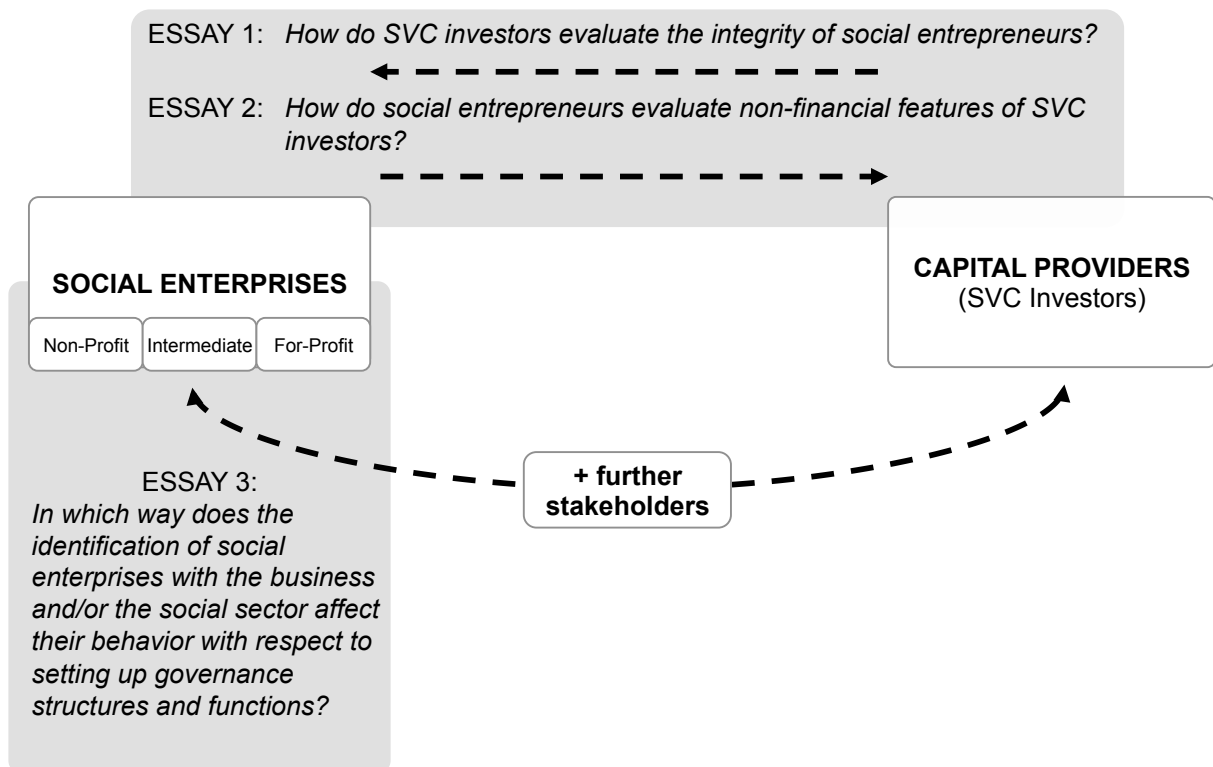 ESSAY 1: How do SVC investors evaluate the integrity of social entrepreneurs?
ESSAY 2: How do social entrepreneurs evaluate non-financial features of SVC
investors?
SOCIAL ENTERPRISES
Non-Profit Intermediate For-Profit
CAPITAL PROVIDERS
(SVC Investors)
+ further
stakeholders
ESSAY 3:
In which way does the
identification of social
enterprises with the business
and/or the social sector affect
their behavior with respect to
setting up governance
structures and functions?